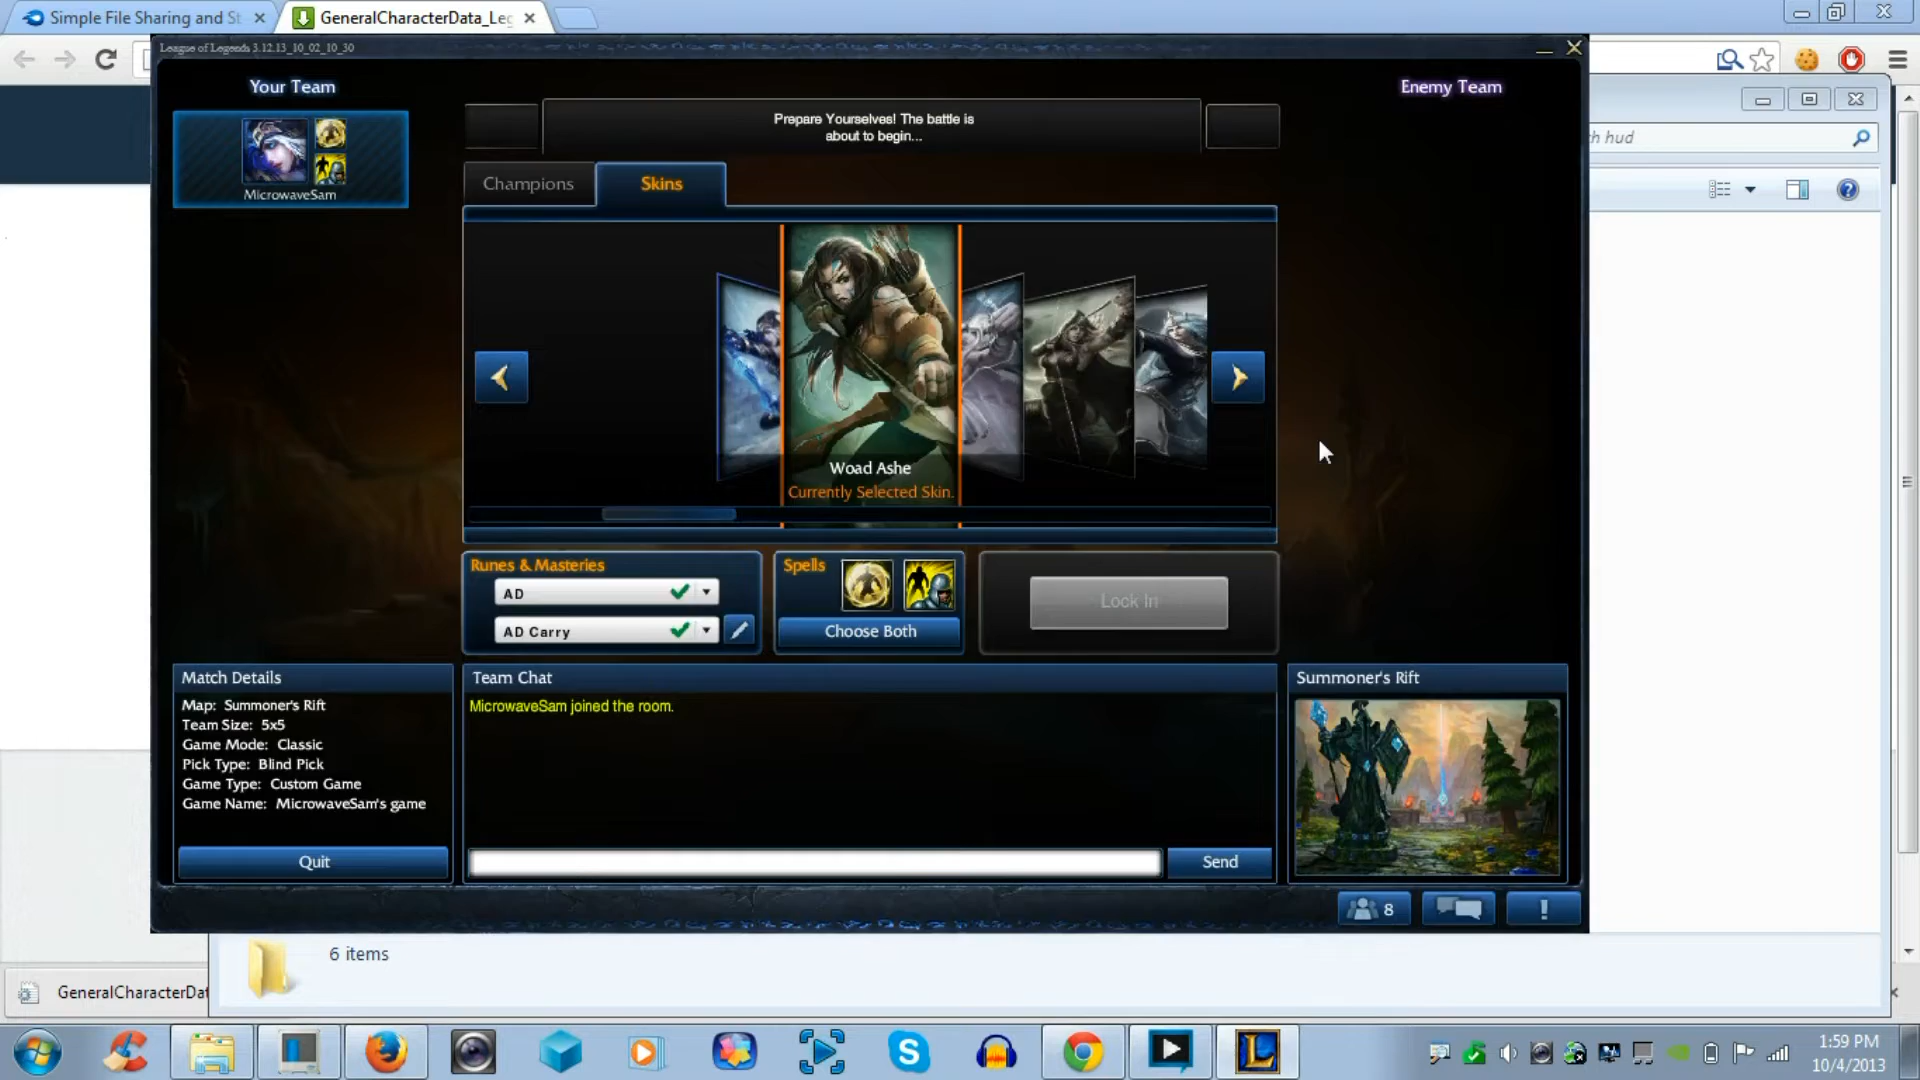 Simple File Sharing and St
GeneralCharacterData_Leg
League of Legends 3.12.13_10_02_10_30
Your Team
Enemy Team
MicrowaveSam
Prepare Yourselves! The battle is
about to begin...
Champions
Skins
h hud
Woad Ashe
Currently Selected Skin.
Runes & Masteries
AD
AD Carry
Spells
Choose Both
Lock In
Match Details
Map: Summoner's Rift
Team Size: 5x5
Game Mode: Classic
Pick Type: Blind Pick
Game Type: Custom Game
Game Name: MicrowaveSam's game
Quit
Team Chat
MicrowaveSam joined the room.
Send
Summoner's Rift
8
6 items
GeneralCharacterDat
1:59 PM
10/4/2013